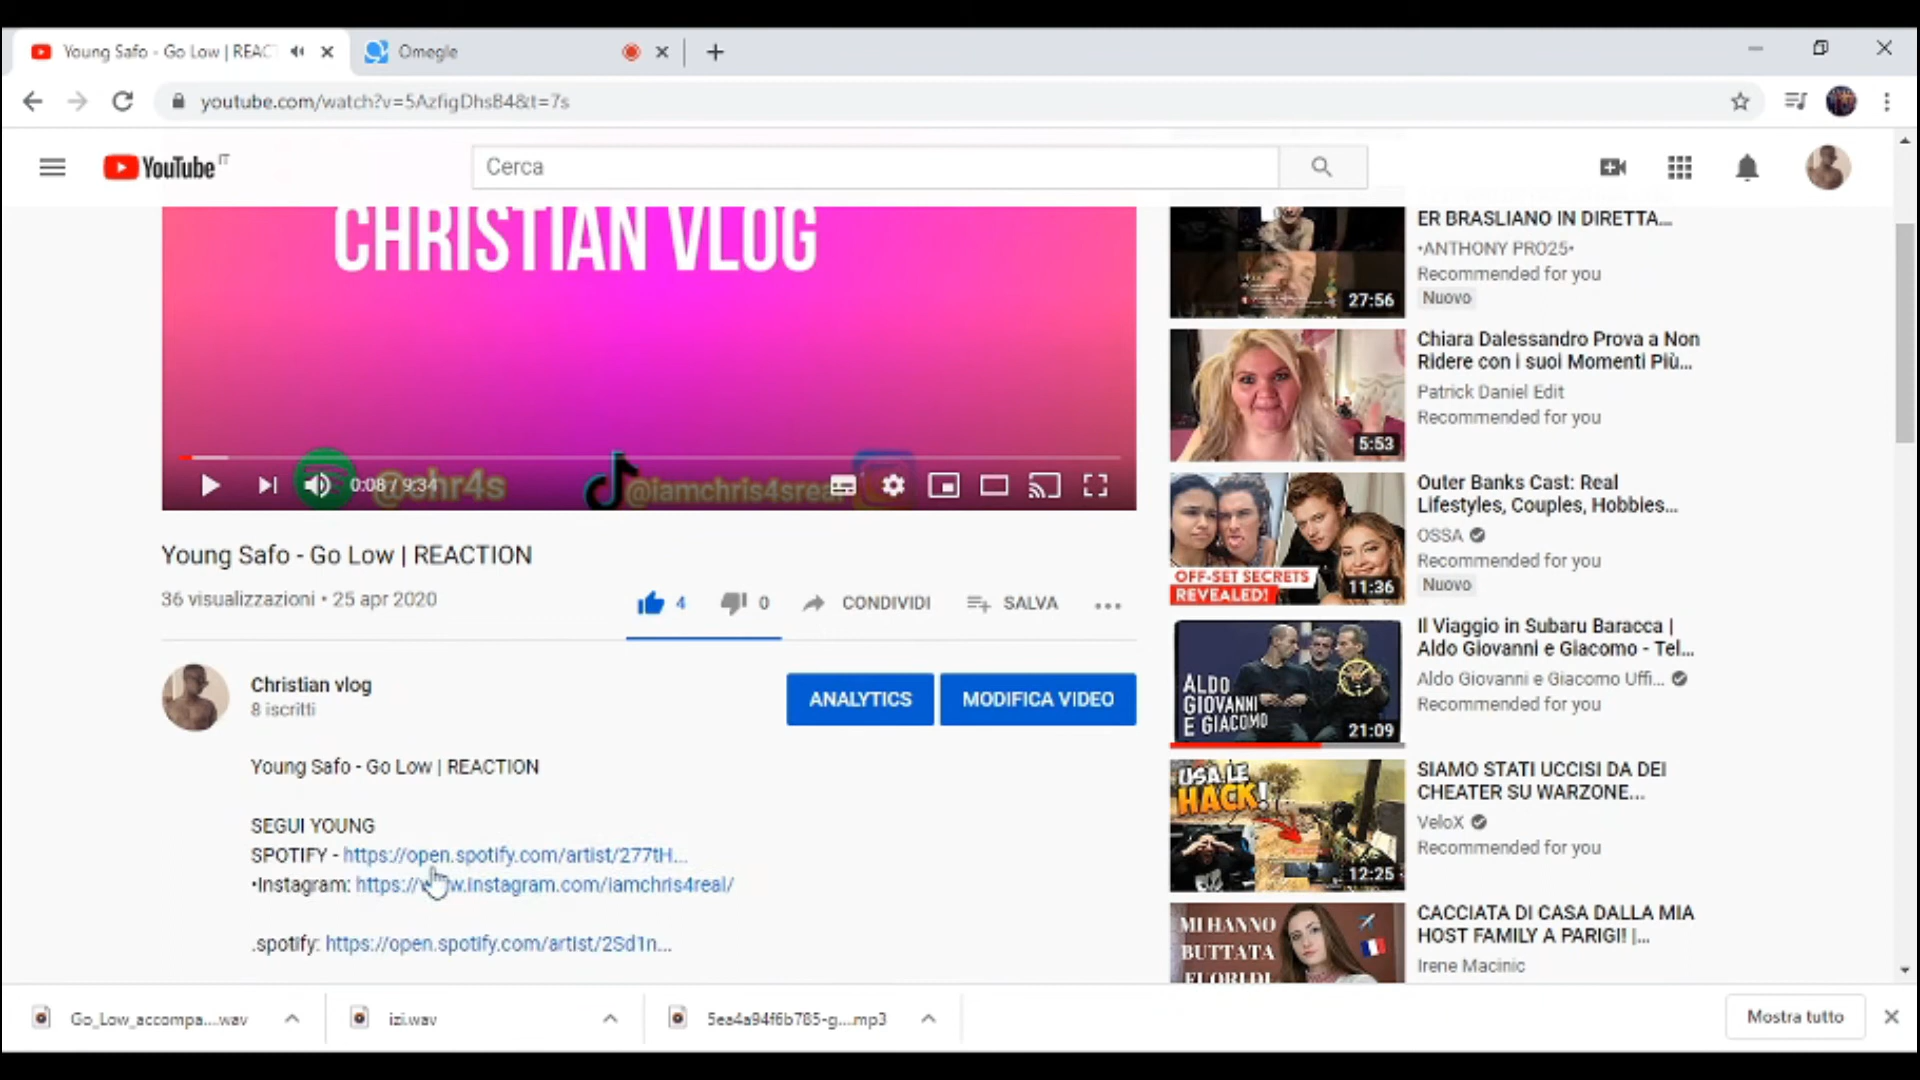 Young Safo - Go Low | REAC
Omegle
youtube.com/watch?v=5AzfigDhsB4&t=7s
YouTube IT
Cerca
CHRISTIAN VLOG
@chr4s
@iamchris4srea
0:08 / 9:34
Young Safo - Go Low | REACTION
36 visualizzazioni • 25 apr 2020
4
0
CONDIVIDI
SALVA
Christian vlog
8 iscritti
ANALYTICS
MODIFICA VIDEO
Young Safo - Go Low | REACTION
SEGUI YOUNG
SPOTIFY - https://open.spotify.com/artist/277tH...
•Instagram: https://www.instagram.com/iamchris4real/
.spotify: https://open.spotify.com/artist/2Sd1n...
27:56
ER BRASLIANO IN DIRETTA...
•ANTHONY PRO25•
Recommended for you
Nuovo
5:53
Chiara Dalessandro Prova a Non
Ridere con i suoi Momenti Più...
Patrick Daniel Edit
Recommended for you
OFF-SET SECRETS
REVEALED!
11:36
Outer Banks Cast: Real
Lifestyles, Couples, Hobbies...
OSSA
Recommended for you
Nuovo
ALDO
GIOVANNI
E GIACOMO
21:09
Il Viaggio in Subaru Baracca |
Aldo Giovanni e Giacomo - Tel...
Aldo Giovanni e Giacomo Uffi...
Recommended for you
USA LE
HACK!
12:25
SIAMO STATI UCCISI DA DEI
CHEATER SU WARZONE...
VeloX
Recommended for you
MI HANNO
BUTTATA
FUORI DI
CACCIATA DI CASA DALLA MIA
HOST FAMILY A PARIGI! |...
Irene Macinic
Go_Low_accompa....wav
izi.wav
5ea4a94f6b785-g....mp3
Mostra tutto